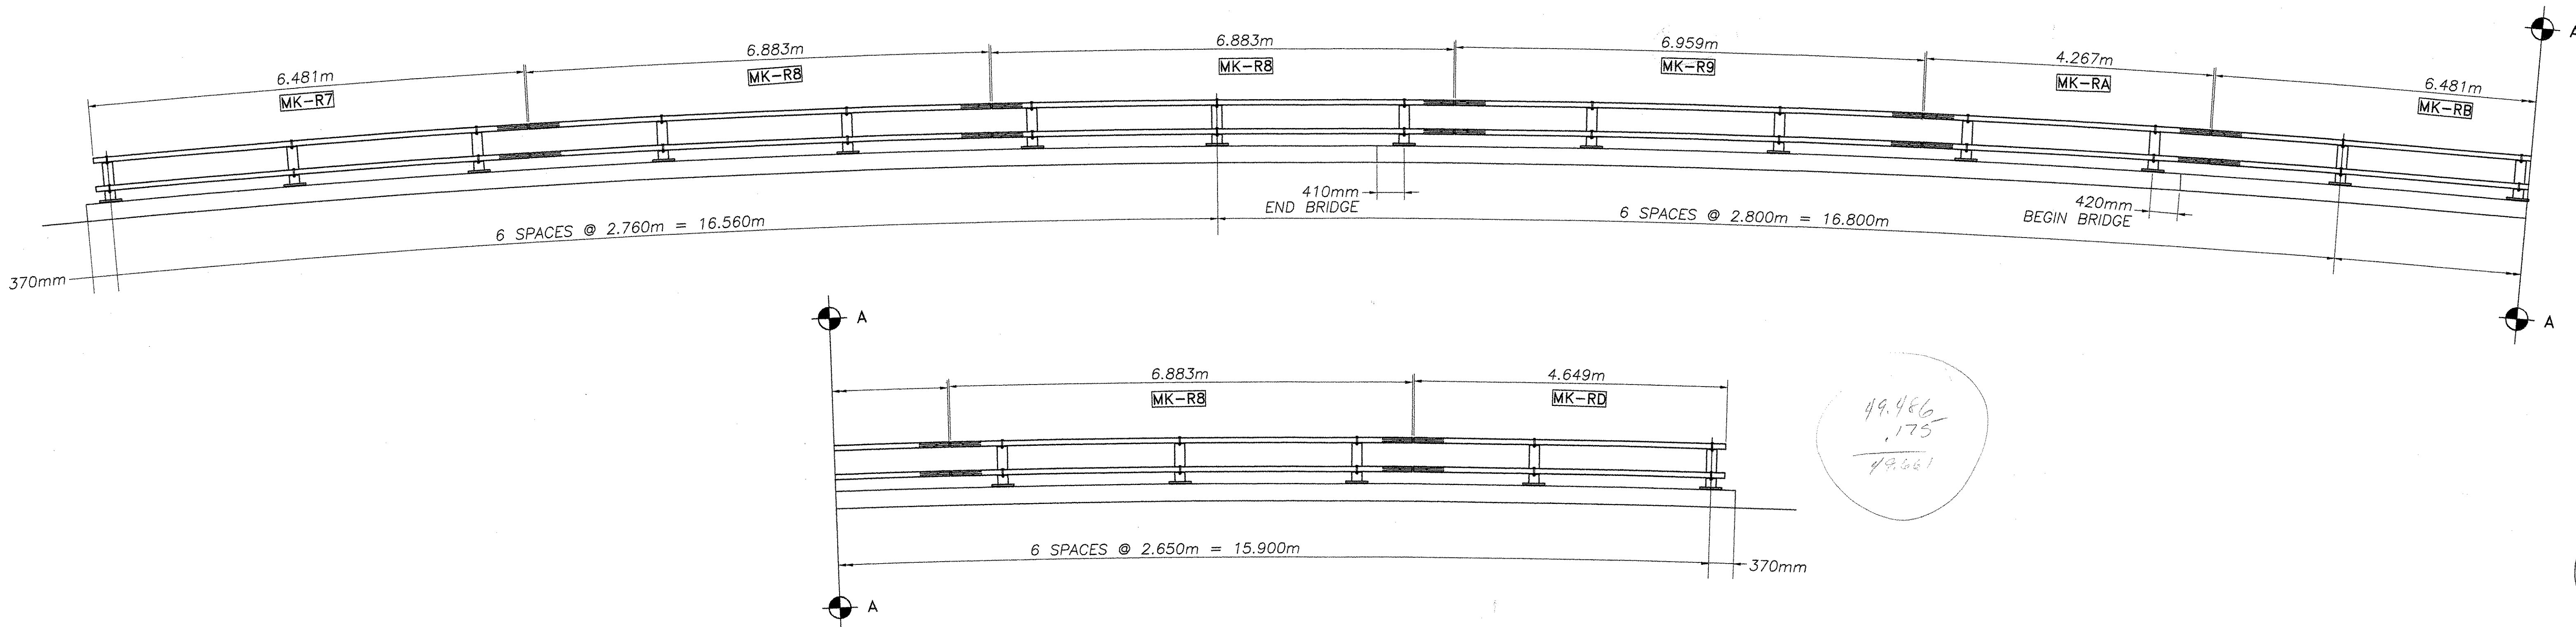 6.481m
MK-R7
6.883m
MK-R8
6.883m
MK-R8
6.959m
MK-R9
4.267m
MK-RA
6.481m
MK-RB
A
410mm
END BRIDGE
420mm
BEGIN BRIDGE
6 SPACES @ 2.760m = 16.560m
6 SPACES @ 2.800m = 16.800m
370mm
A
A
6.883m
MK-R8
4.649m
MK-RD
49.486
.175
49.661
6 SPACES @ 2.650m = 15.900m
370mm
A